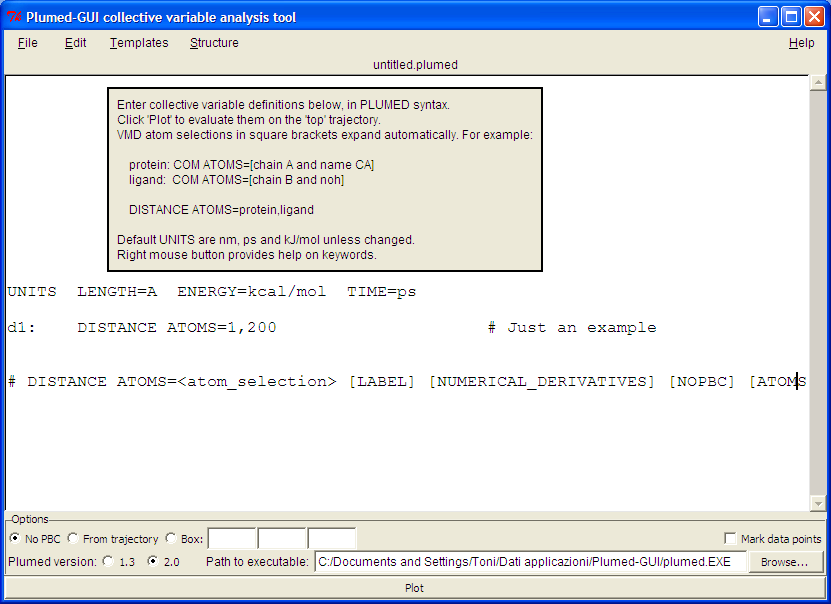 Plumed-GUI collective variable analysis tool
File Edit Templates Structure Help
untitled.plumed
Enter collective variable definitions below, in PLUMED syntax.
Click 'Plot' to evaluate them on the 'top' trajectory.
VMD atom selections in square brackets expand automatically. For example:
protein: COM ATOMS=[chain A and name CA]
ligand: COM ATOMS=[chain B and noh]
DISTANCE ATOMS=protein,ligand
Default UNITS are nm, ps and kJ/mol unless changed.
Right mouse button provides help on keywords.
UNITS LENGTH=A ENERGY=kcal/mol TIME=ps
d1: DISTANCE ATOMS=1,200 # Just an example
# DISTANCE ATOMS=<atom_selection> [LABEL] [NUMERICAL_DERIVATIVES] [NOPBC] [ATOMS
Options
No PBC From trajectory Box: Mark data points
Plumed version: 1.3 2.0 Path to executable: C:/Documents and Settings/Toni/Dati applicazioni/Plumed-GUI/plumed.EXE Browse...
Plot